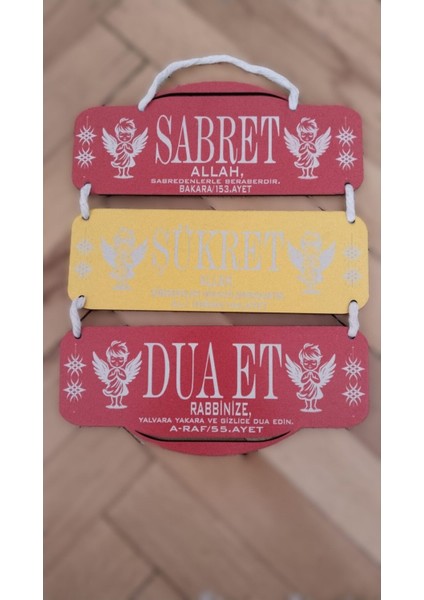 SABRET
ALLAH,
SABREDENLERLE BERABERDİR.
BAKARA/153.AYET
ŞÜKRET
DUA ET
RABBİNİZE,
YALVARA YAKARA VE GİZLİCE DUA EDİN.
A-RAF/55.AYET